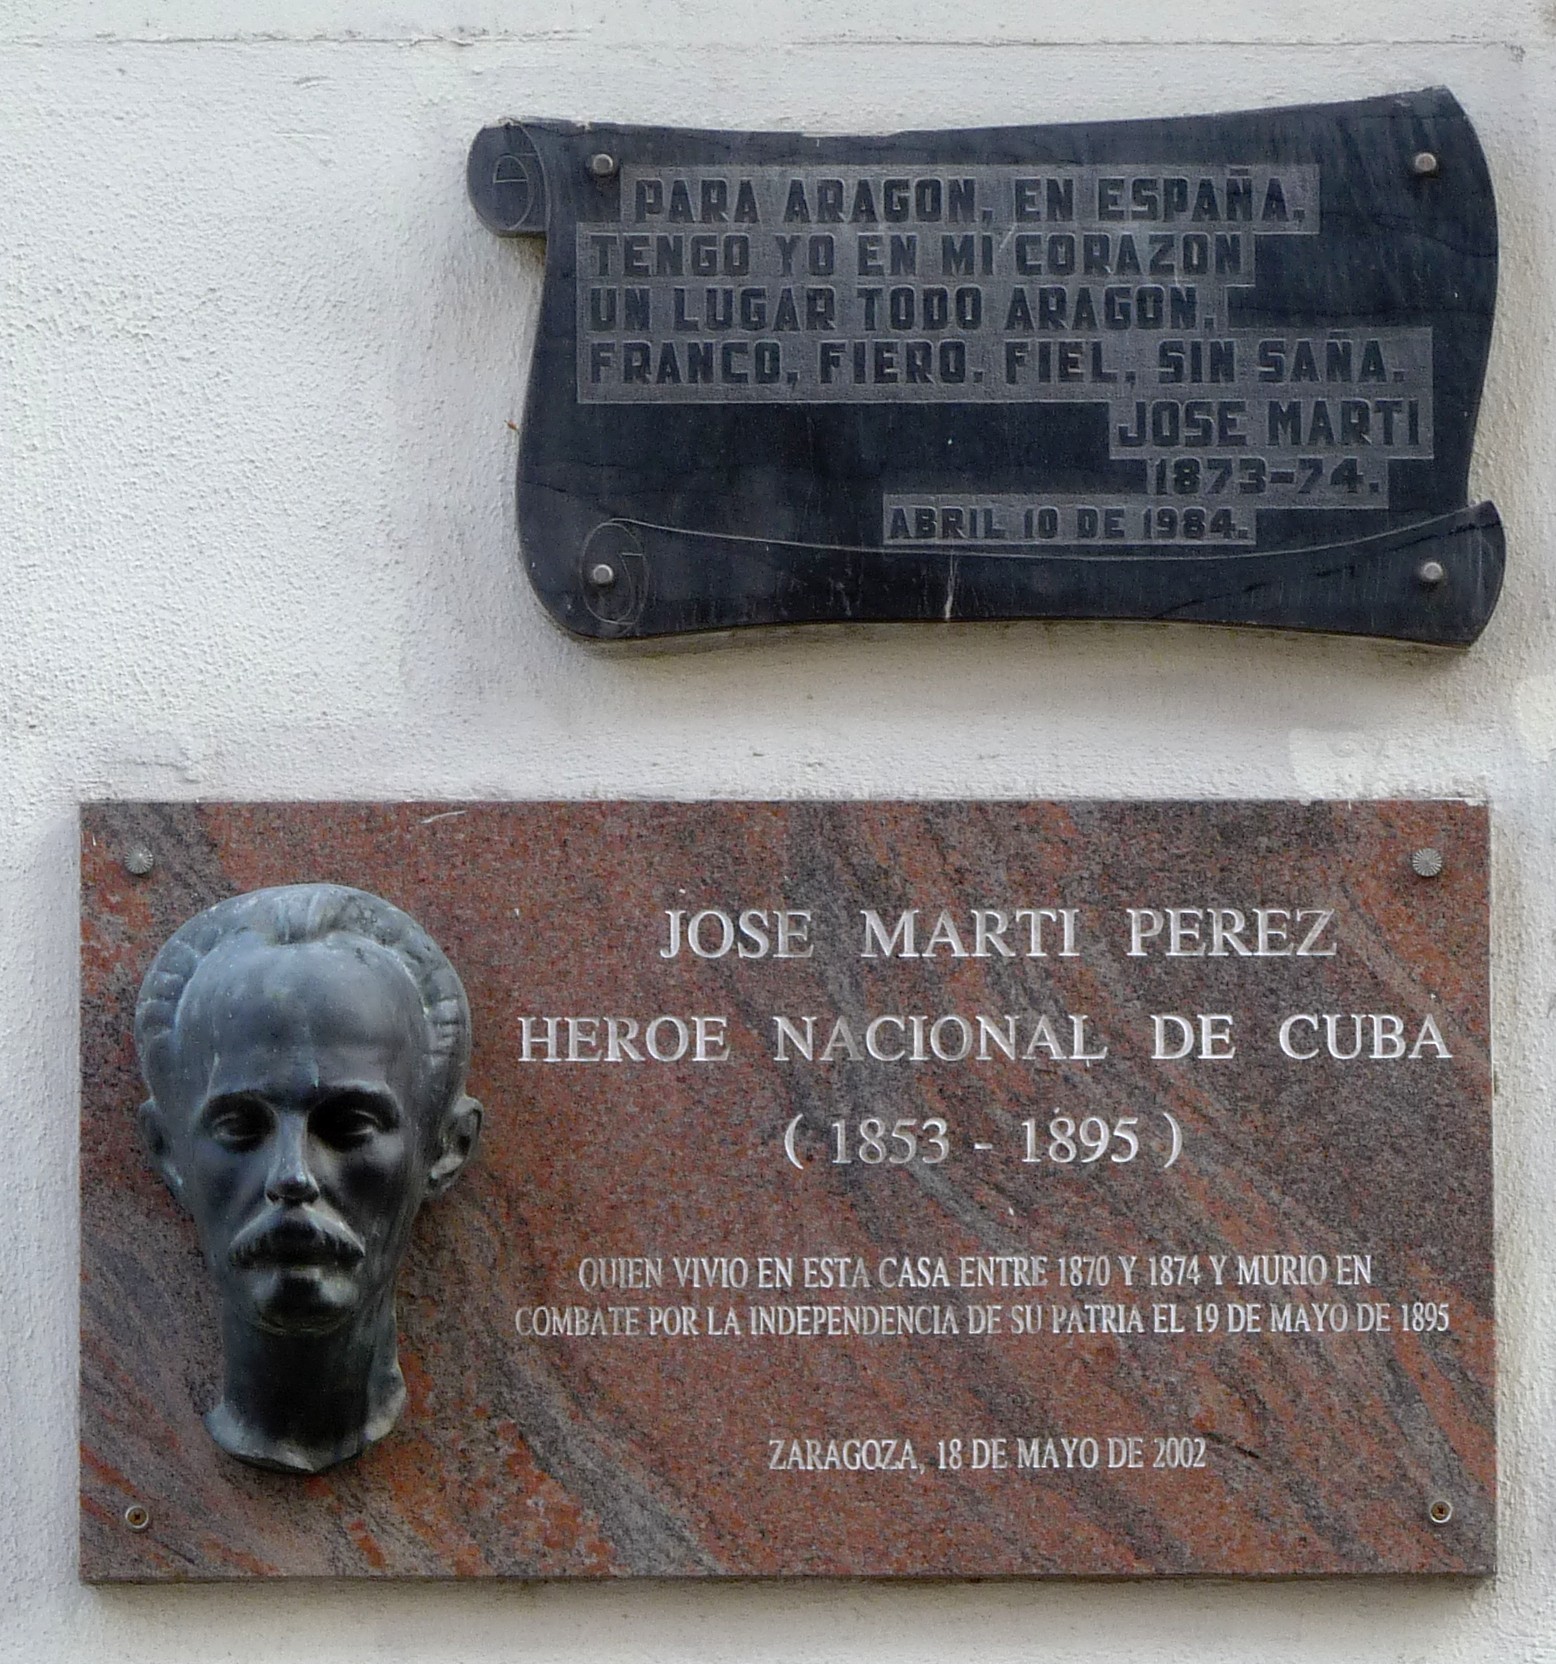 PARA ARAGON, EN ESPAÑA,
TENGO YO EN MI CORAZON
UN LUGAR TODO ARAGON,
FRANCO, FIERO, FIEL, SIN SAÑA.
JOSE MARTI
1873-74.
ABRIL 10 DE 1984.
JOSE MARTI PEREZ
HEROE NACIONAL DE CUBA
( 1853 - 1895 )
QUIEN VIVIO EN ESTA CASA ENTRE 1870 Y 1874 Y MURIO EN
COMBATE POR LA INDEPENDENCIA DE SU PATRIA EL 19 DE MAYO DE 1895
ZARAGOZA, 18 DE MAYO DE 2002